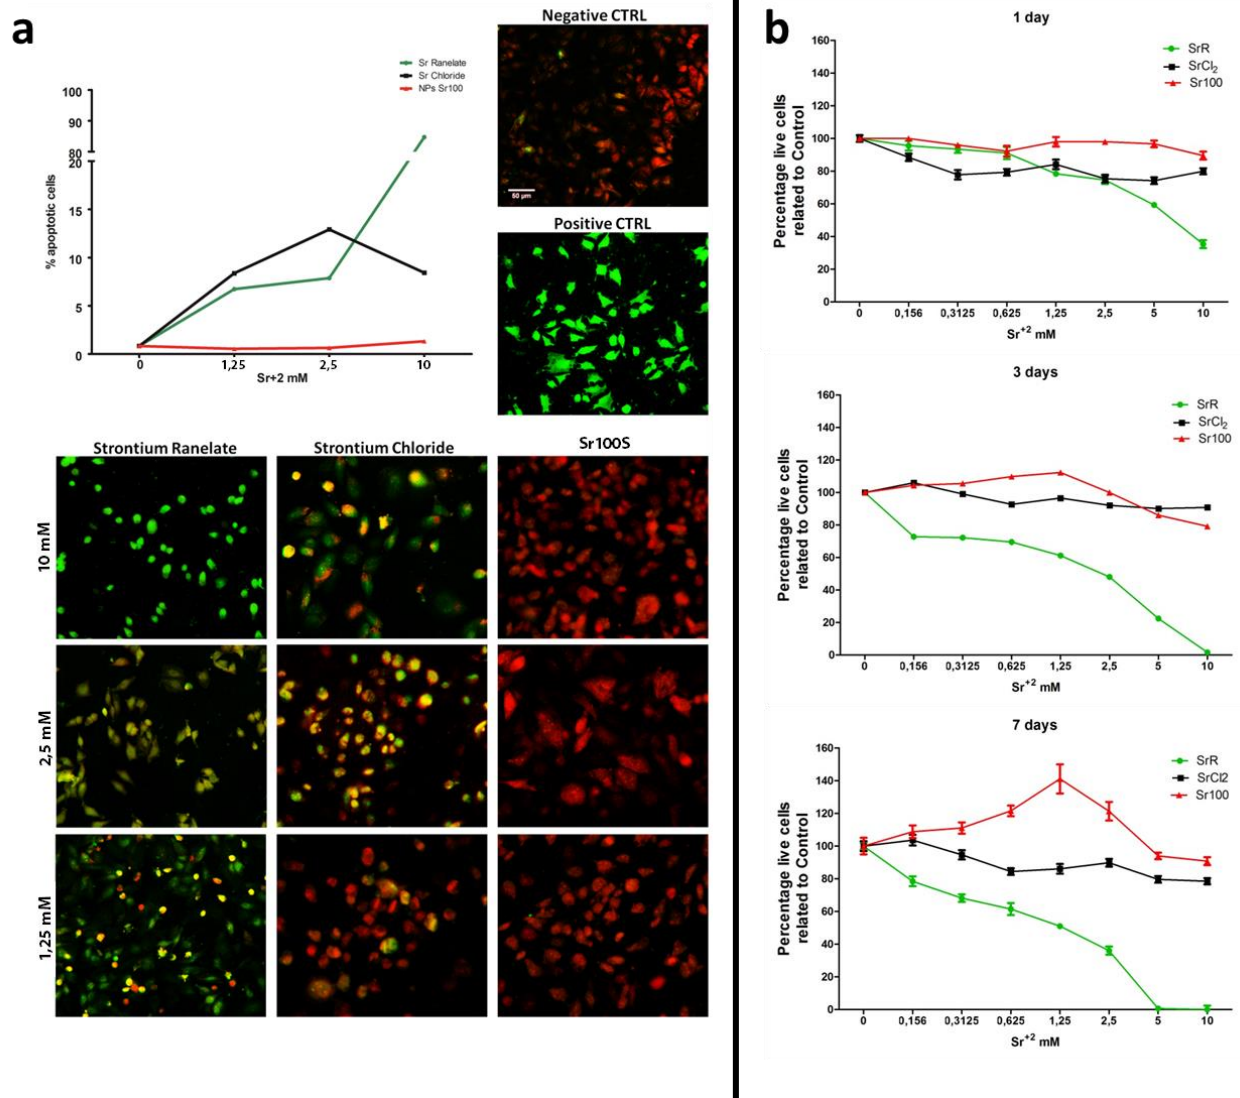 a
Negative CTRL
Sr Ranelate
Sr Chloride
NPs Sr100
100
90
80
20
15
10
5
0
% apoptotic cells
0
1,25
2,5
10
Sr+2 mM
50 µm
Positive CTRL
Strontium Ranelate
Strontium Chloride
Sr100S
10 mM
2,5 mM
1,25 mM
b
1 day
SrR
SrCl2
Sr100
160
140
120
100
80
60
40
20
0
Percentage live cells
related to Control
0
0,156
0,3125
0,625
1,25
2,5
5
10
Sr+2 mM
3 days
SrR
SrCl2
Sr100
160
140
120
100
80
60
40
20
0
Percentage live cells
related to Control
0
0,156
0,3125
0,625
1,25
2,5
5
10
Sr+2 mM
7 days
SrR
SrCl2
Sr100
160
140
120
100
80
60
40
20
0
Percentage live cells
related to Control
0
0,156
0,3125
0,625
1,25
2,5
5
10
Sr+2 mM